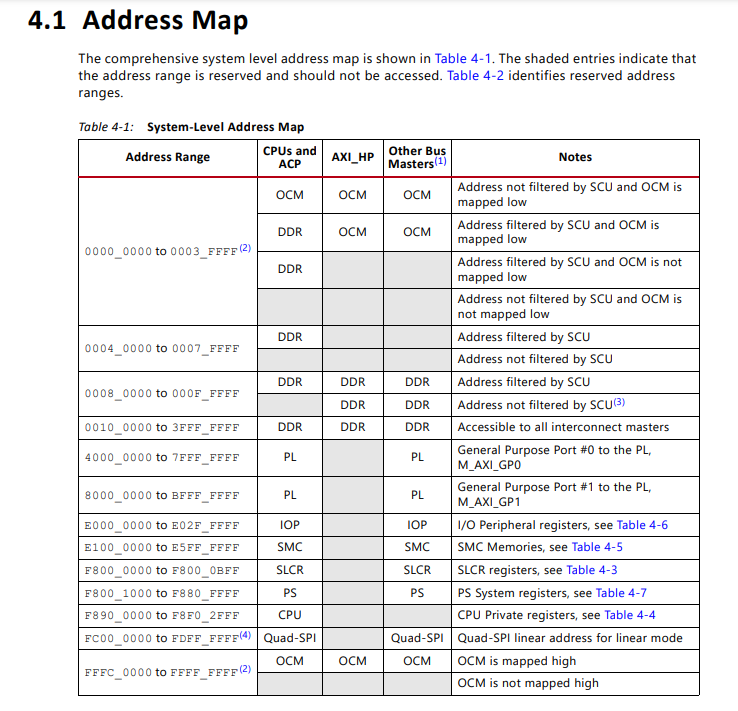 4.1 Address Map
The comprehensive system level address map is shown in Table 4-1. The shaded entries indicate that
the address range is reserved and should not be accessed. Table 4-2 identifies reserved address
ranges.
Table 4-1: System-Level Address Map
Address Range CPUs and ACP AXI_HP Other Bus Masters(1) Notes
0000_0000 to 0003_FFFF(2) OCM OCM OCM Address not filtered by SCU and OCM is mapped low
DDR OCM OCM Address filtered by SCU and OCM is mapped low
DDR Address filtered by SCU and OCM is not mapped low
Address not filtered by SCU and OCM is not mapped low
0004_0000 to 0007_FFFF DDR Address filtered by SCU
Address not filtered by SCU
0008_0000 to 000F_FFFF DDR DDR DDR Address filtered by SCU
DDR DDR Address not filtered by SCU(3)
0010_0000 to 3FFF_FFFF DDR DDR DDR Accessible to all interconnect masters
4000_0000 to 7FFF_FFFF PL PL General Purpose Port #0 to the PL, M_AXI_GP0
8000_0000 to BFFF_FFFF PL PL General Purpose Port #1 to the PL, M_AXI_GP1
E000_0000 to E02F_FFFF IOP IOP I/O Peripheral registers, see Table 4-6
E100_0000 to E5FF_FFFF SMC SMC SMC Memories, see Table 4-5
F800_0000 to F800_0BFF SLCR SLCR SLCR registers, see Table 4-3
F800_1000 to F880_FFFF PS PS PS System registers, see Table 4-7
F890_0000 to F8F0_2FFF CPU CPU Private registers, see Table 4-4
FC00_0000 to FDFF_FFFF(4) Quad-SPI Quad-SPI Quad-SPI linear address for linear mode
FFFC_0000 to FFFF_FFFF(2) OCM OCM OCM OCM is mapped high
OCM is not mapped high